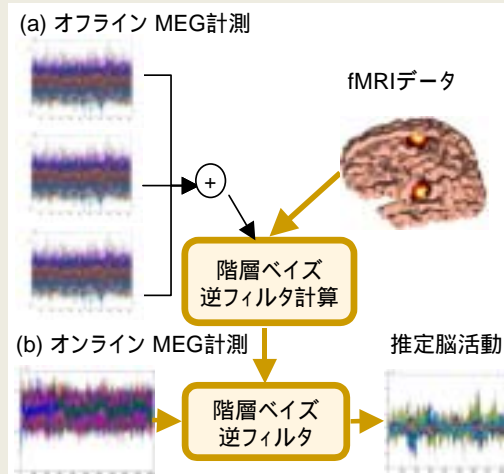 (a) オフライン MEG計測
fMRIデータ
+
階層ベイズ
逆フィルタ計算
(b) オンライン MEG計測
推定脳活動
階層ベイズ
逆フィルタ